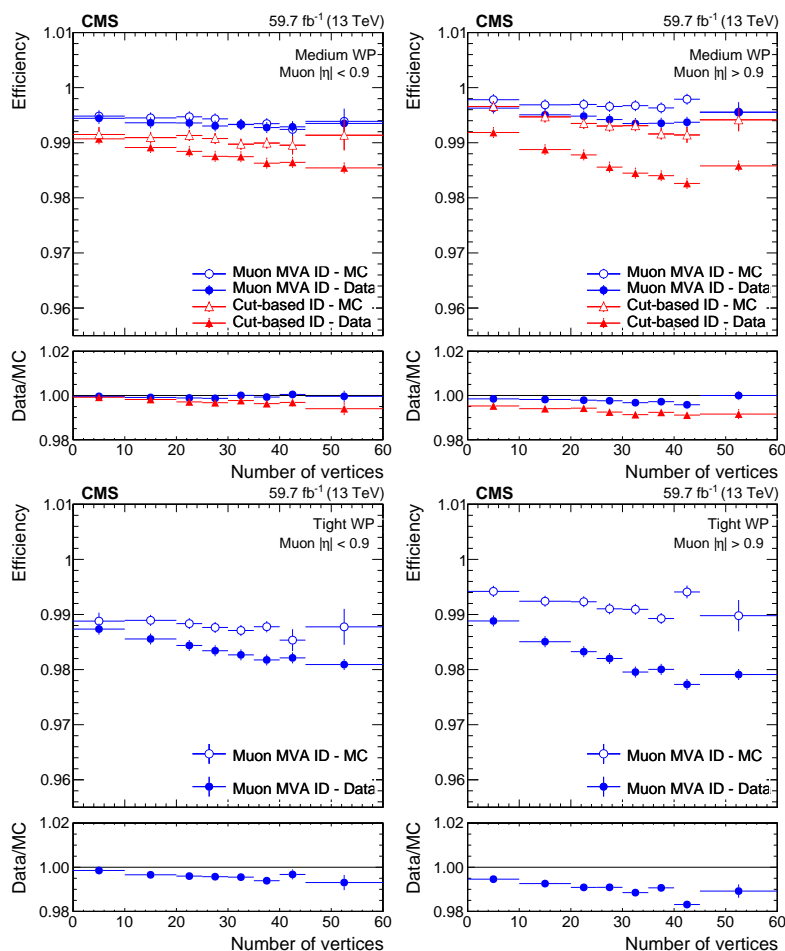 CMS 59.7 fb⁻¹ (13 TeV)
Efficiency
1.01
1
0.99
0.98
0.97
0.96
Medium WP
Muon |η| < 0.9
Muon MVA ID - MC
Muon MVA ID - Data
Cut-based ID - MC
Cut-based ID - Data
Data/MC
1.02
1.00
0.98
0 10 20 30 40 50 60
Number of vertices
CMS 59.7 fb⁻¹ (13 TeV)
Efficiency
1.01
1
0.99
0.98
0.97
0.96
Medium WP
Muon |η| > 0.9
Muon MVA ID - MC
Muon MVA ID - Data
Cut-based ID - MC
Cut-based ID - Data
Data/MC
1.02
1.00
0.98
0 10 20 30 40 50 60
Number of vertices
CMS 59.7 fb⁻¹ (13 TeV)
Efficiency
1.01
1
0.99
0.98
0.97
0.96
Tight WP
Muon |η| < 0.9
Muon MVA ID - MC
Muon MVA ID - Data
Data/MC
1.02
1.00
0.98
0 10 20 30 40 50 60
Number of vertices
CMS 59.7 fb⁻¹ (13 TeV)
Efficiency
1.01
1
0.99
0.98
0.97
0.96
Tight WP
Muon |η| > 0.9
Muon MVA ID - MC
Muon MVA ID - Data
Data/MC
1.02
1.00
0.98
0 10 20 30 40 50 60
Number of vertices